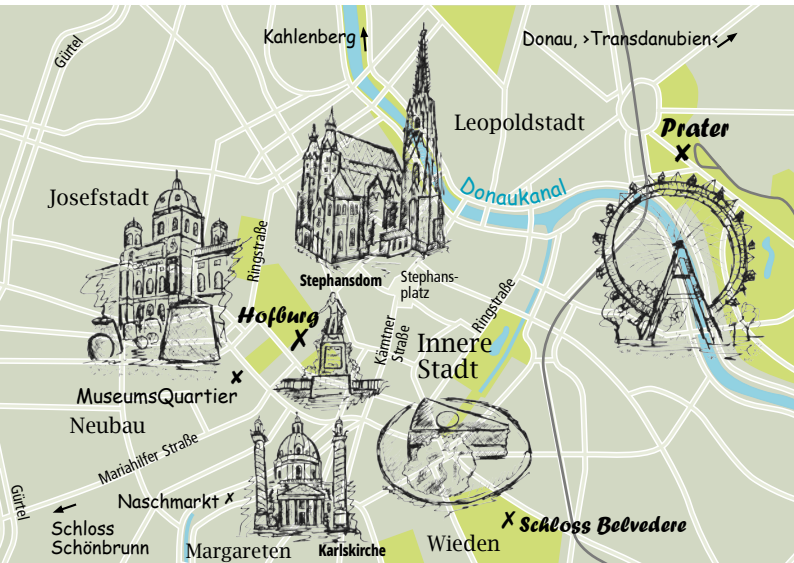 Kahlenberg
Donau, ›Transdanubien‹
Gürtel
Leopoldstadt
Prater
Josefstadt
Donaukanal
Ringstraße
Stephansdom
Stephans-
platz
Ringstraße
Hofburg
Kärntner
Straße
Innere
Stadt
MuseumsQuartier
Neubau
Mariahilfer Straße
Gürtel
Naschmarkt
Schloss
Schönbrunn
Margareten
Karlskirche
Wieden
Schloss Belvedere